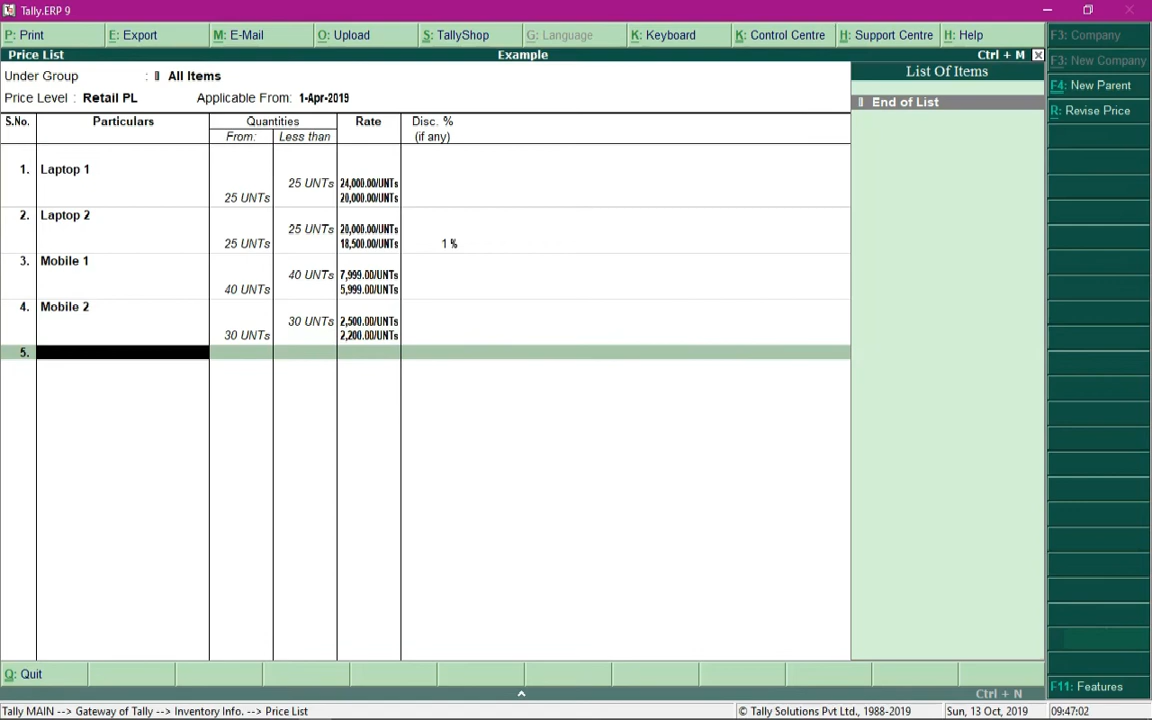 Tally.ERP 9
P: Print E: Export M: E-Mail O: Upload S: TallyShop G: Language K: Keyboard K: Control Centre H: Support Centre H: Help
F3: Company
Price List Example Ctrl + M
F3: New Company
Under Group : All Items
List Of Items
F4: New Parent
Price Level : Retail PL Applicable From: 1-Apr-2019
End of List
R: Revise Price
S.No. Particulars Quantities Rate Disc. %
From: Less than (if any)
1. Laptop 1
25 UNTs 24,000.00/UNTs
25 UNTs 20,000.00/UNTs
2. Laptop 2
25 UNTs 20,000.00/UNTs
25 UNTs 18,500.00/UNTs 1 %
3. Mobile 1
40 UNTs 7,999.00/UNTs
40 UNTs 5,999.00/UNTs
4. Mobile 2
30 UNTs 2,500.00/UNTs
30 UNTs 2,200.00/UNTs
5.
Q: Quit
F11: Features
Ctrl + N
Tally MAIN --> Gateway of Tally --> Inventory Info. --> Price List © Tally Solutions Pvt Ltd., 1988-2019 Sun, 13 Oct, 2019 09:47:02